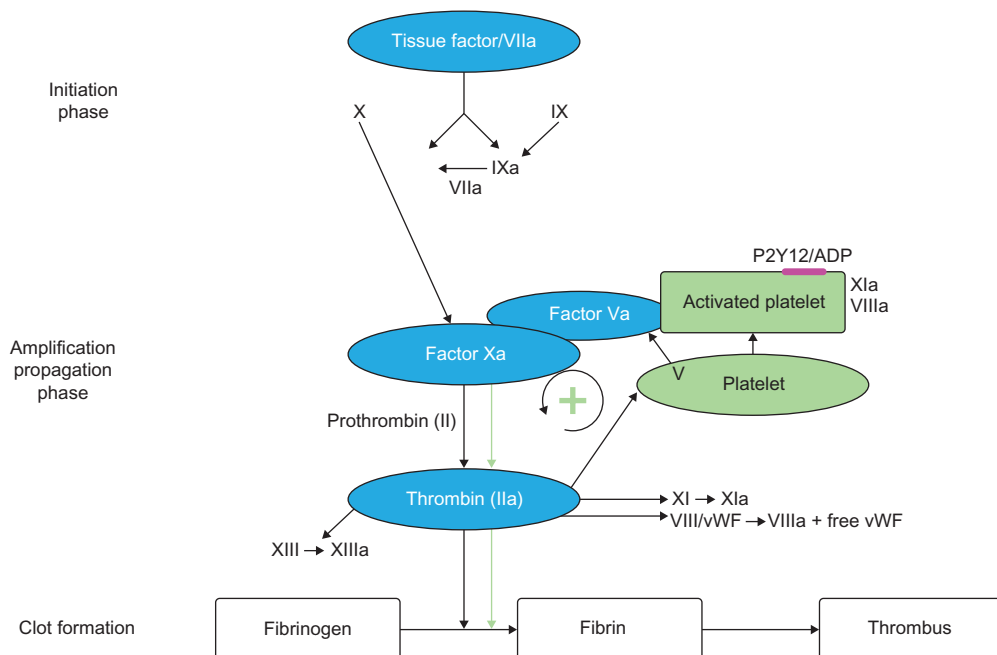 Tissue factor/VIIa
Initiation
phase
X
IX
IXa
VIIa
P2Y12/ADP
Activated platelet
XIa
VIIIa
Factor Va
Amplification
propagation
phase
Factor Xa
V
Platelet
+
Prothrombin (II)
Thrombin (IIa)
XI → XIa
VIII/vWF → VIIIa + free vWF
XIII → XIIIa
Clot formation
Fibrinogen
Fibrin
Thrombus